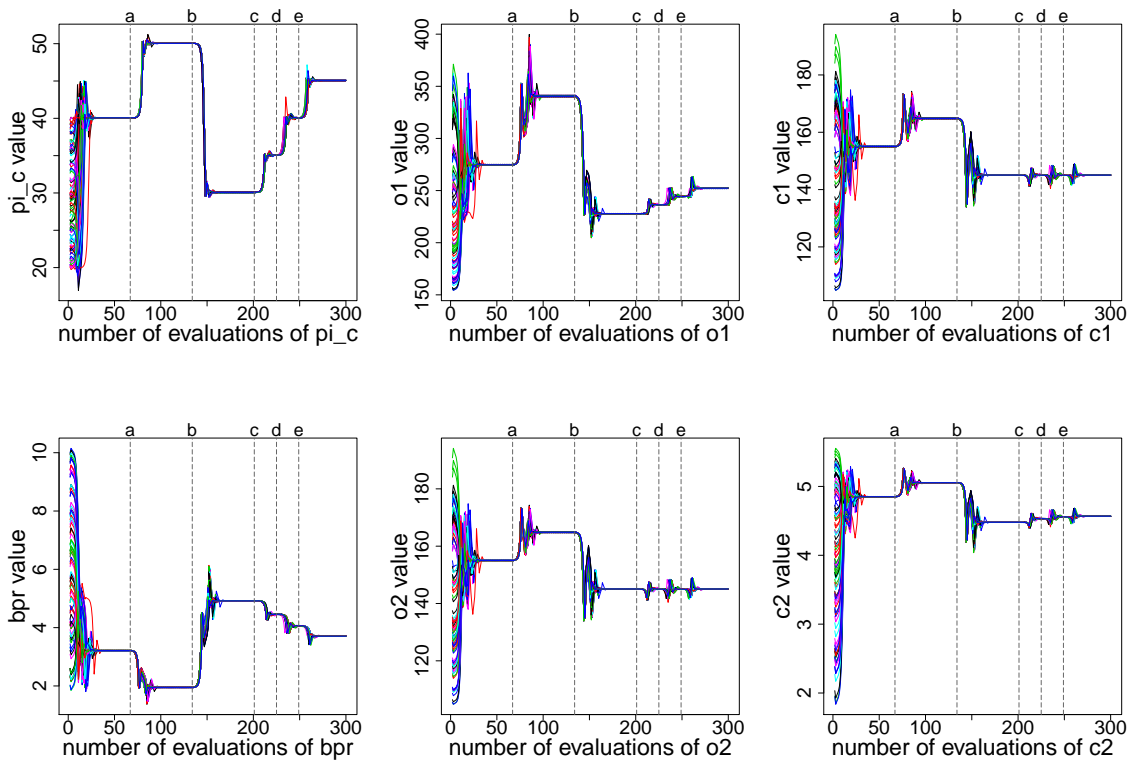 a b c d e
pi_c value
50
40
30
20
0 50 100 200 300
number of evaluations of pi_c
a b c d e
o1 value
400
350
300
250
200
150
0 50 100 200 300
number of evaluations of o1
a b c d e
c1 value
180
160
140
120
0 50 100 200 300
number of evaluations of c1
a b c d e
bpr value
10
8
6
4
2
0 50 100 200 300
number of evaluations of bpr
a b c d e
o2 value
180
160
140
120
0 50 100 200 300
number of evaluations of o2
a b c d e
c2 value
5
4
3
2
0 50 100 200 300
number of evaluations of c2